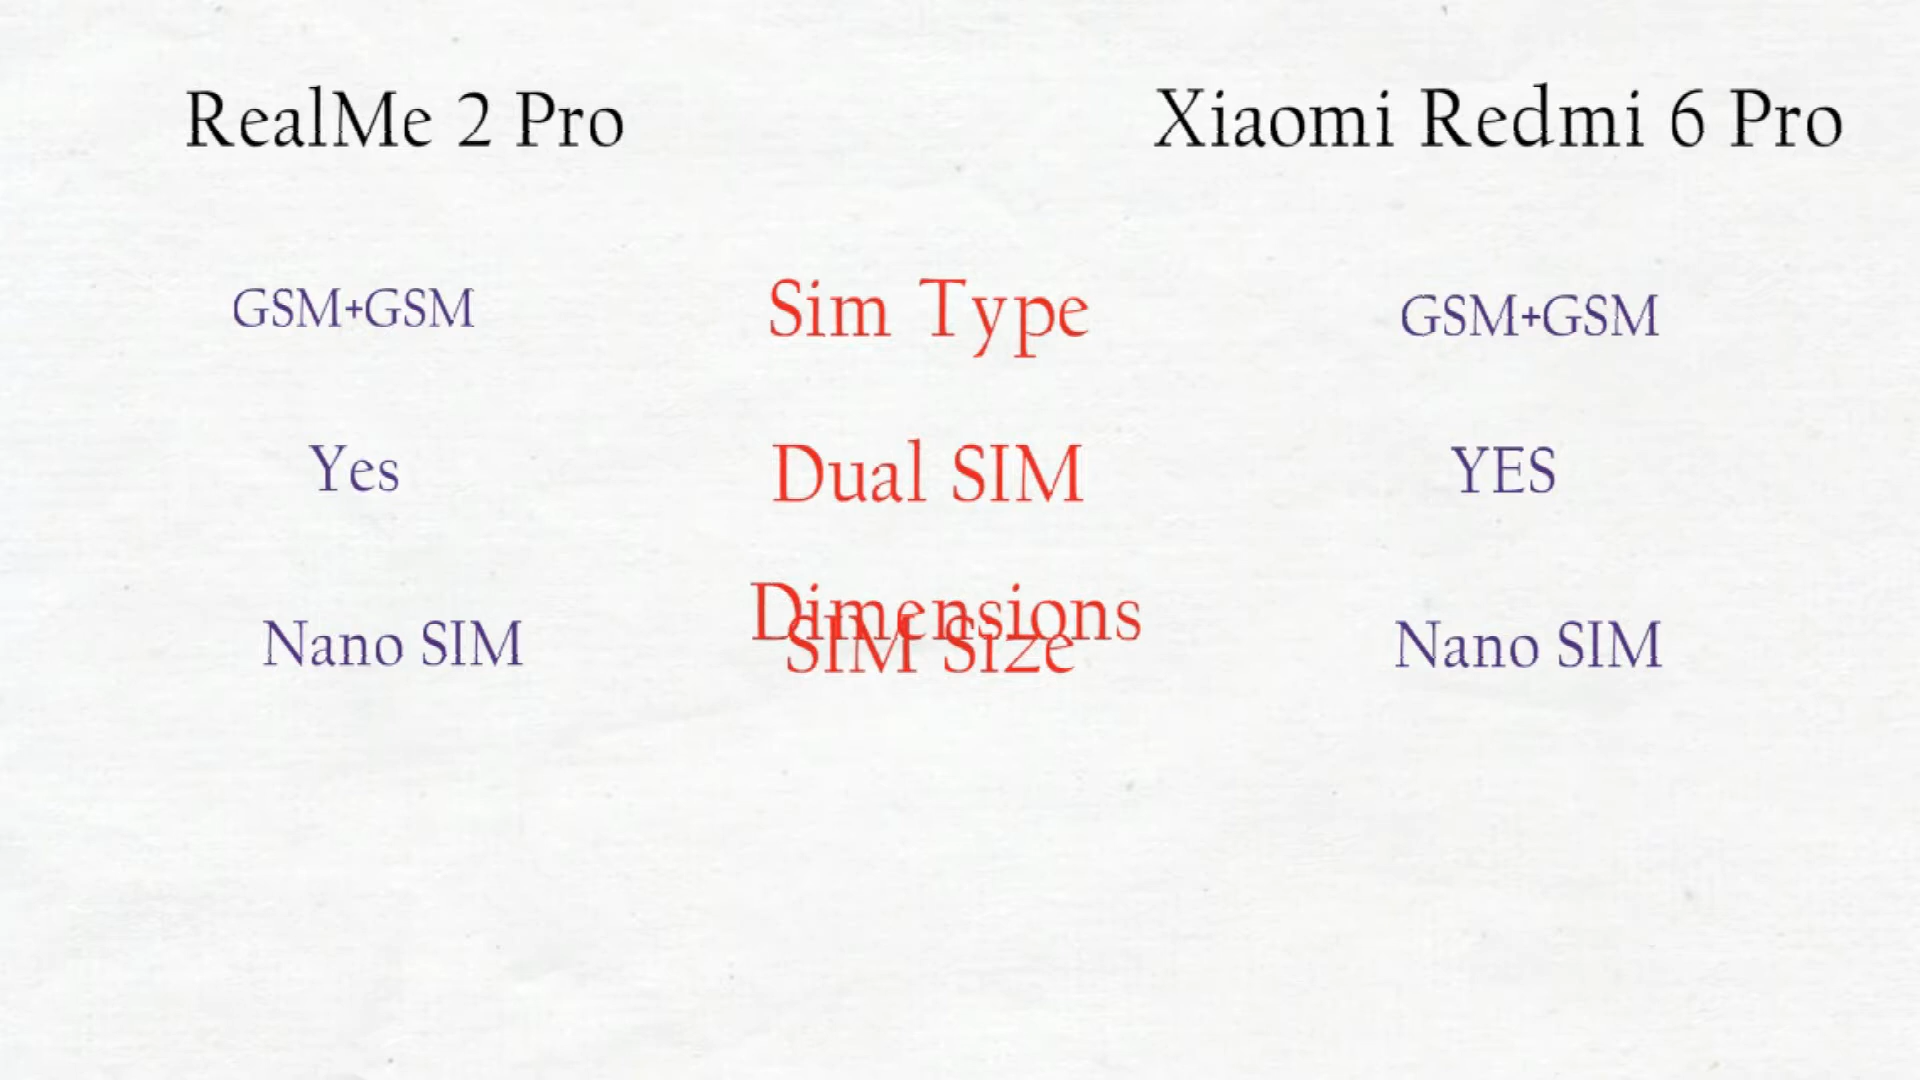 RealMe 2 Pro
Xiaomi Redmi 6 Pro
GSM+GSM
Sim Type
GSM+GSM
Yes
Dual SIM
YES
Dimensions
Nano SIM
SIM Size
Nano SIM